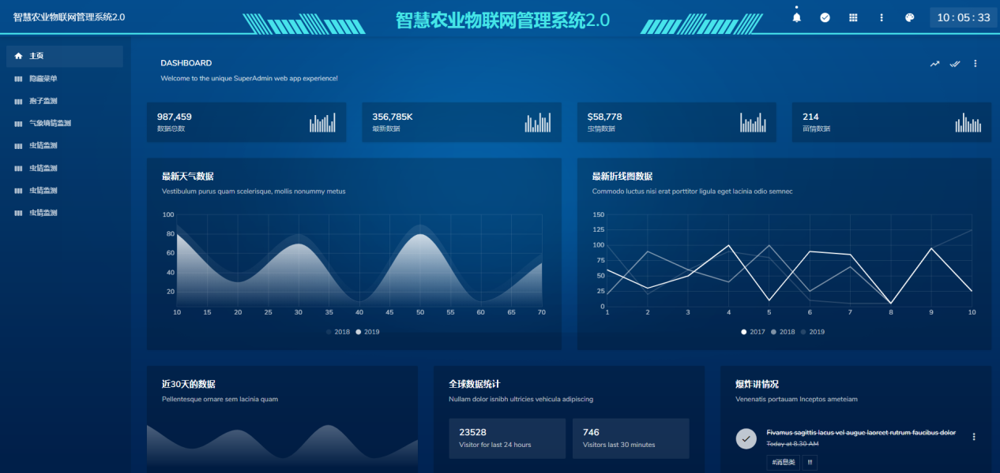 智慧农业物联网管理系统2.0
智慧农业物联网管理系统2.0
10 : 05 : 33
主页
隐藏菜单
孢子监测
气象墒情监测
虫情监测
虫情监测
虫情监测
虫情监测
DASHBOARD
Welcome to the unique SuperAdmin web app experience!
987,459
数据总数
356,785K
最新数据
$58,778
虫情数据
214
苗情数据
最新天气数据
Vestibulum purus quam scelerisque, mollis nonummy metus
100
80
60
40
20
10 15 20 25 30 35 40 45 50 55 60 65 70
2018 2019
最新折线图数据
Commodo luctus nisi erat porttitor ligula eget lacinia odio semnec
150
125
100
75
50
25
0
1 2 3 4 5 6 7 8 9 10
2017 2018 2019
近30天的数据
Pellentesque ornare sem lacinia quam
全球数据统计
Nullam dolor isnibh ultricies vehicula adipiscing
23528
Visitor for last 24 hours
746
Visitors last 30 minutes
爆炸讲情况
Venenatis portauam Inceptos ameteiam
Fivamus sagittis lacus vel augue laoreet rutrum faucibus dolor
Today at 8.30 AM
#消息类 !!!